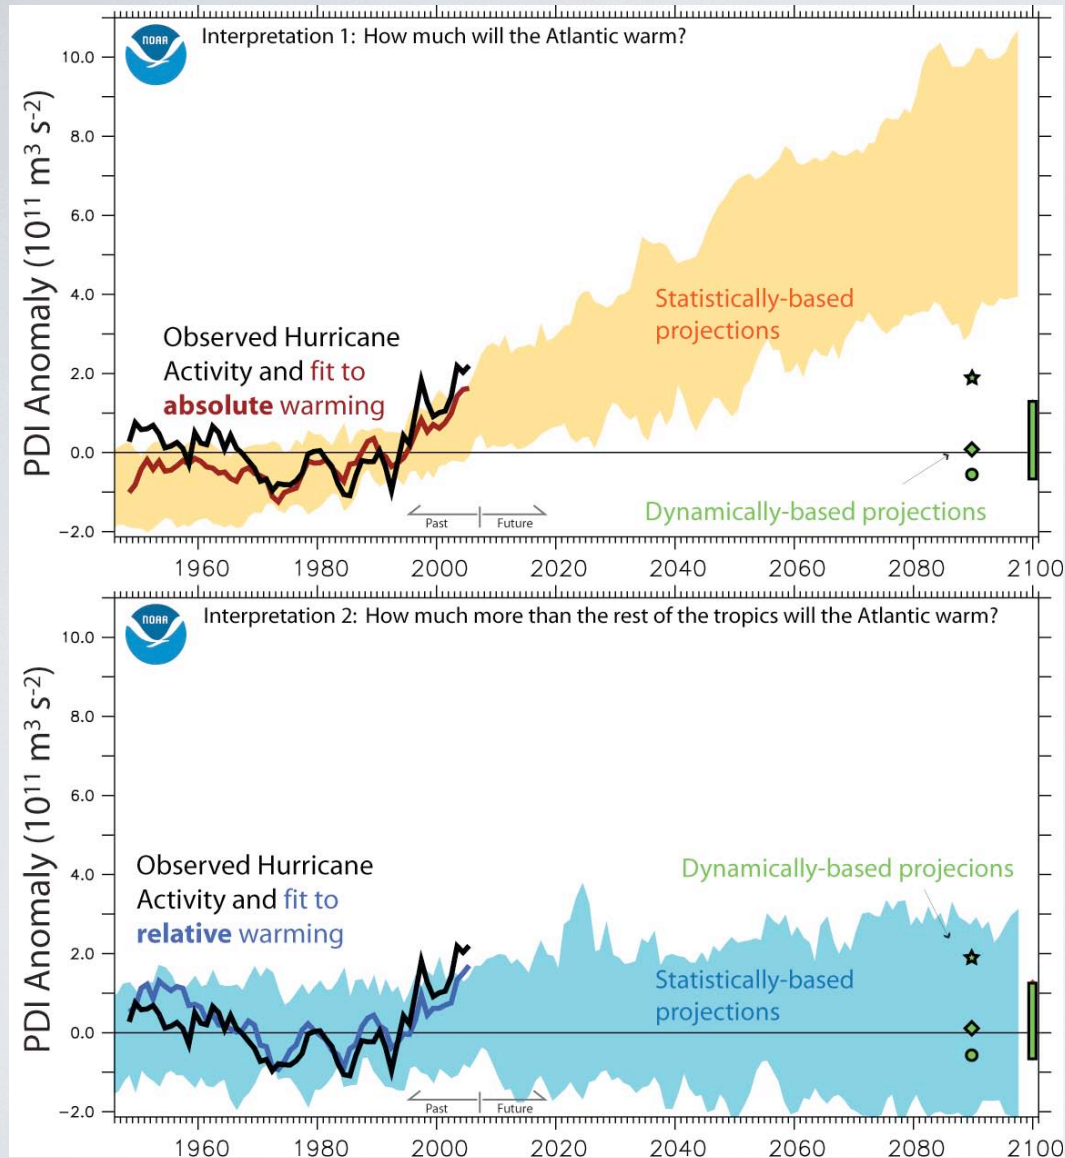 NOAA
Interpretation 1: How much will the Atlantic warm?
PDI Anomaly (10¹¹ m³ s⁻²)
10.0
8.0
6.0
4.0
2.0
0.0
−2.0
Observed Hurricane
Activity and fit to
absolute warming
Statistically-based
projections
Dynamically-based projections
Past
Future
1960 1980 2000 2020 2040 2060 2080 2100
NOAA
Interpretation 2: How much more than the rest of the tropics will the Atlantic warm?
PDI Anomaly (10¹¹ m³ s⁻²)
10.0
8.0
6.0
4.0
2.0
0.0
−2.0
Observed Hurricane
Activity and fit to
relative warming
Dynamically-based projecions
Statistically-based
projections
Past
Future
1960 1980 2000 2020 2040 2060 2080 2100